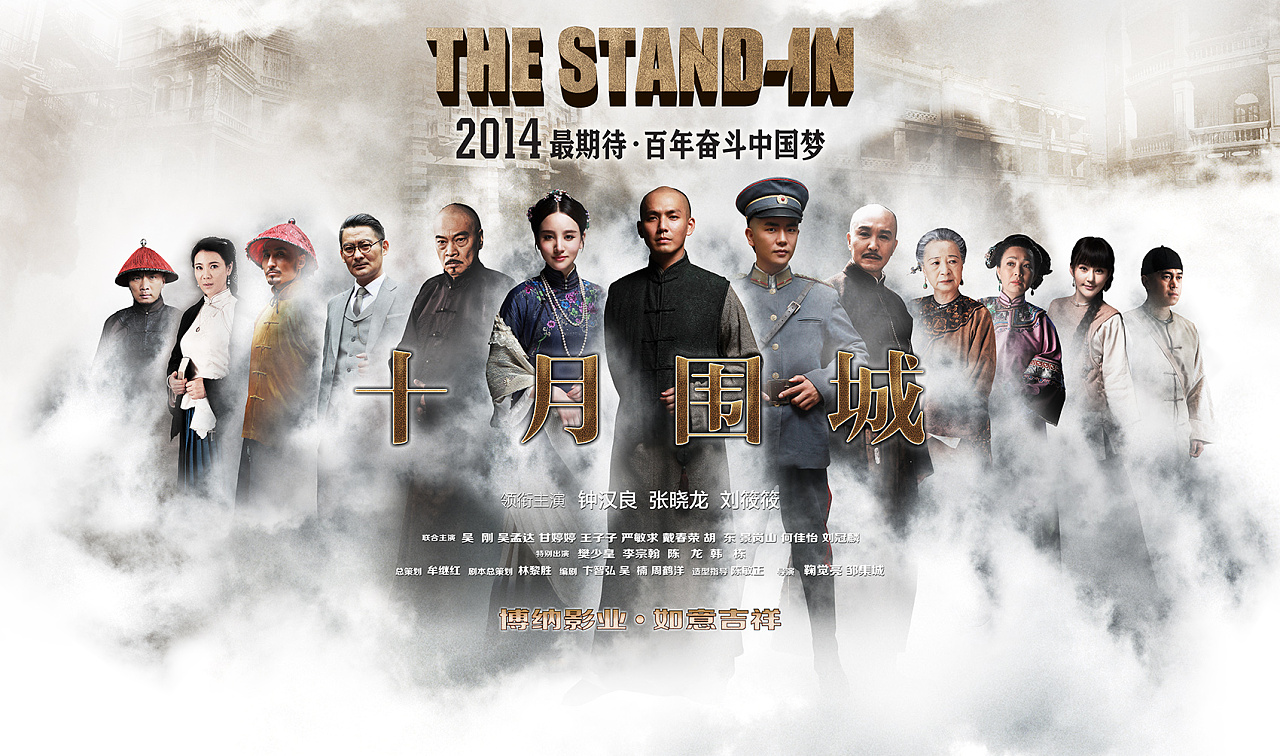 THE STAND-IN
2014 最期待·百年奋斗中国梦
十月围城
领衔主演 钟汉良 张晓龙 刘筱筱
联合主演 吴 刚 吴孟达 甘婷婷 王子子 严敏求 戴春荣 胡 东 景岗山 何佳怡 刘冠麟
特别出演 樊少皇 李宗翰 陈 龙 韩 栋
总策划 牟继红 剧本总策划 林黎胜 编剧 卞智弘 吴 楠 周鹤洋 造型指导 陈敏正 导演 鞠觉亮 邹集城
博纳影业·如意吉祥